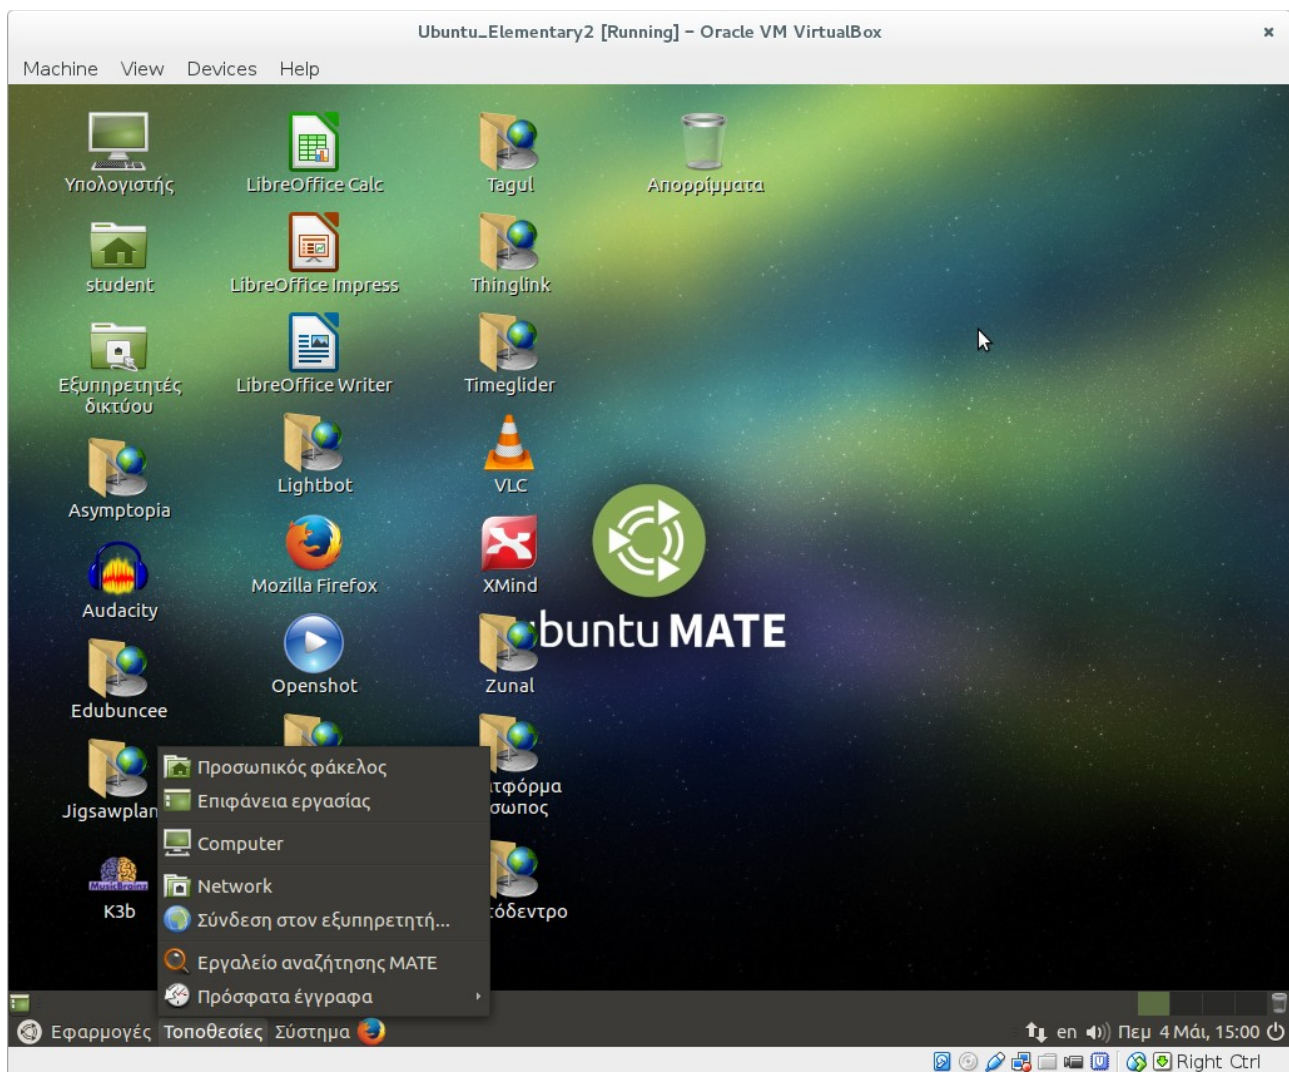 Ubuntu_Elementary2 [Running] – Oracle VM VirtualBox
Machine View Devices Help
Υπολογιστής
LibreOffice Calc
Tagul
Απορρίμματα
student
LibreOffice Impress
Thinglink
Εξυπηρετητές
δικτύου
LibreOffice Writer
Timeglider
Asymptopia
Lightbot
VLC
Audacity
Mozilla Firefox
XMind
ubuntu MATE
Edubuncee
Openshot
Zunal
Jigsawplan
τφόρμα
σωπος
MusicBrainz
K3b
όδεντρο
Προσωπικός φάκελος
Επιφάνεια εργασίας
Computer
Network
Σύνδεση στον εξυπηρετητή...
Εργαλείο αναζήτησης MATE
Πρόσφατα έγγραφα
Εφαρμογές Τοποθεσίες Σύστημα
en Πεμ 4 Μάι, 15:00
Right Ctrl